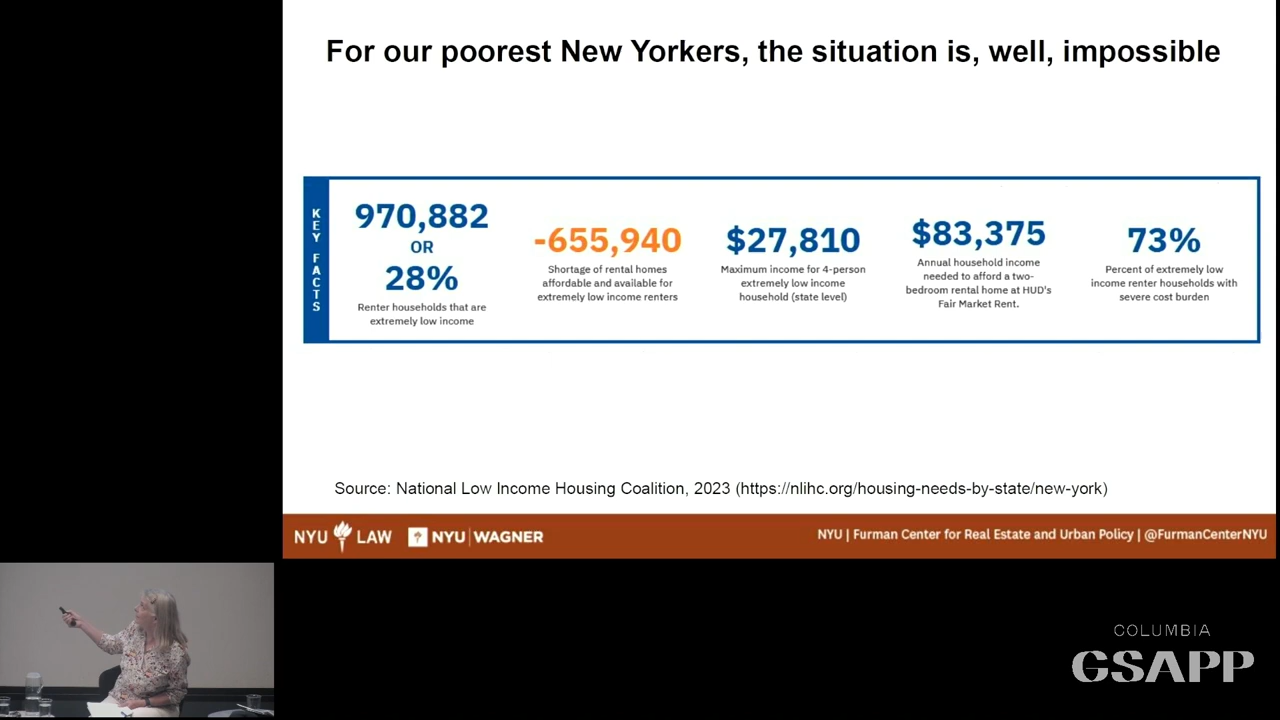 For our poorest New Yorkers, the situation is, well, impossible
KEY FACTS
970,882
OR
28%
Renter households that are
extremely low income
-655,940
Shortage of rental homes
affordable and available for
extremely low income renters
$27,810
Maximum income for 4-person
extremely low income
household (state level)
$83,375
Annual household income
needed to afford a two-
bedroom rental home at HUD's
Fair Market Rent.
73%
Percent of extremely low
income renter households with
severe cost burden
Source: National Low Income Housing Coalition, 2023 (https://nlihc.org/housing-needs-by-state/new-york)
NYU LAW NYU | WAGNER
NYU | Furman Center for Real Estate and Urban Policy | @FurmanCenterNYU
COLUMBIA
GSAPP